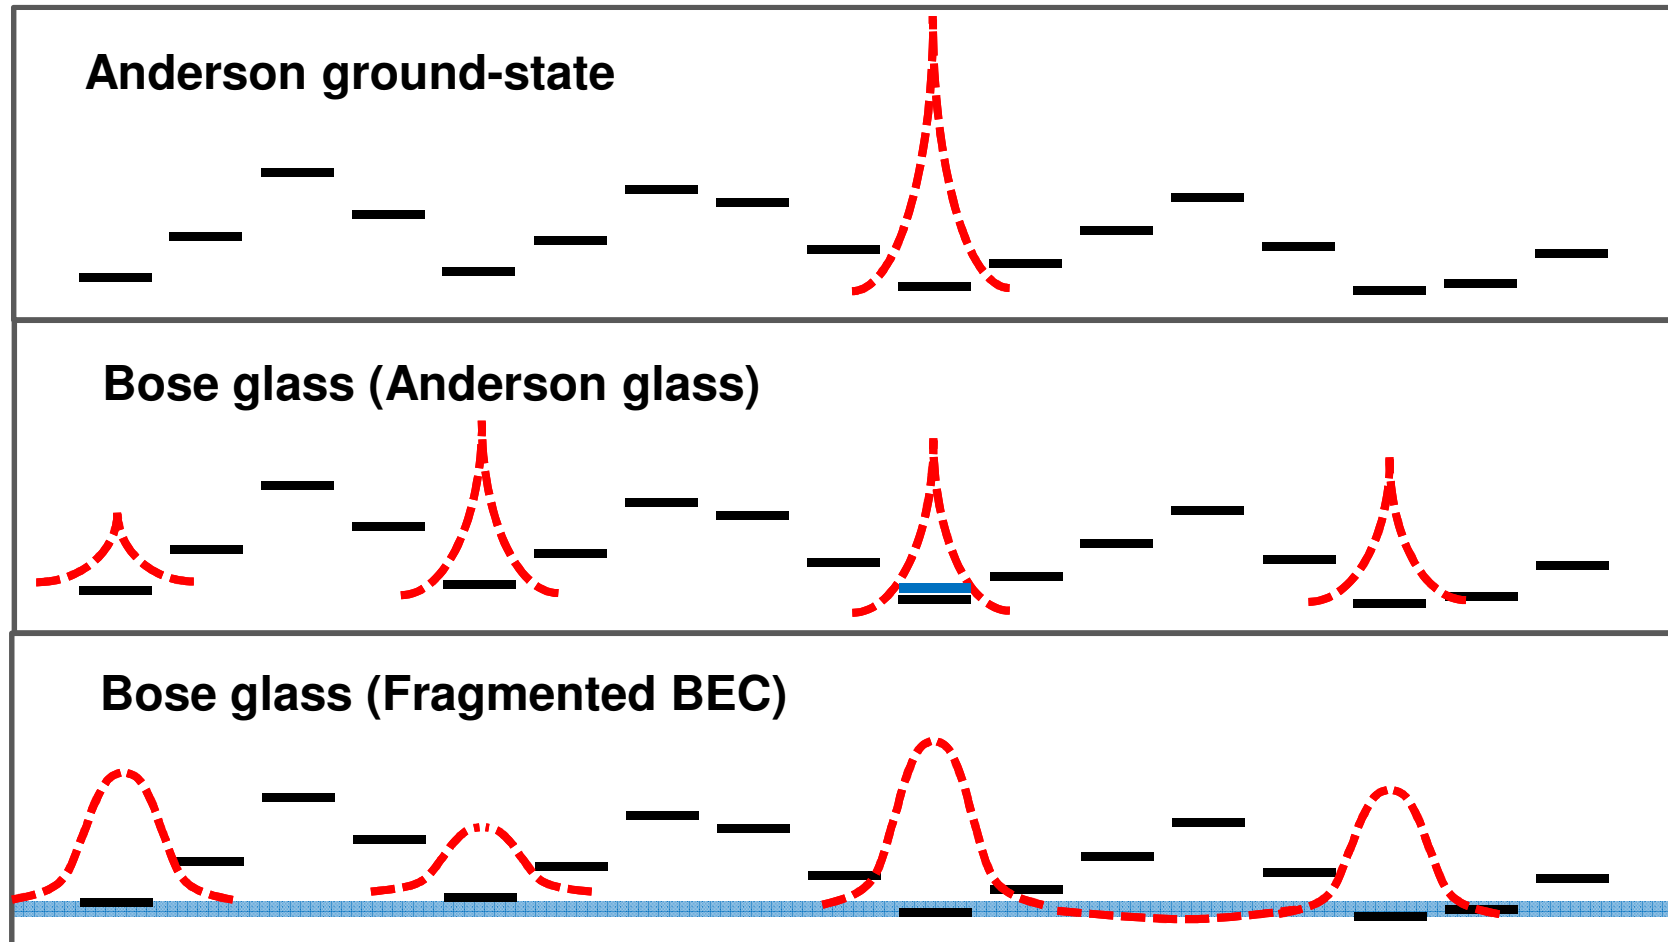 Anderson ground-state
Bose glass (Anderson glass)
Bose glass (Fragmented BEC)